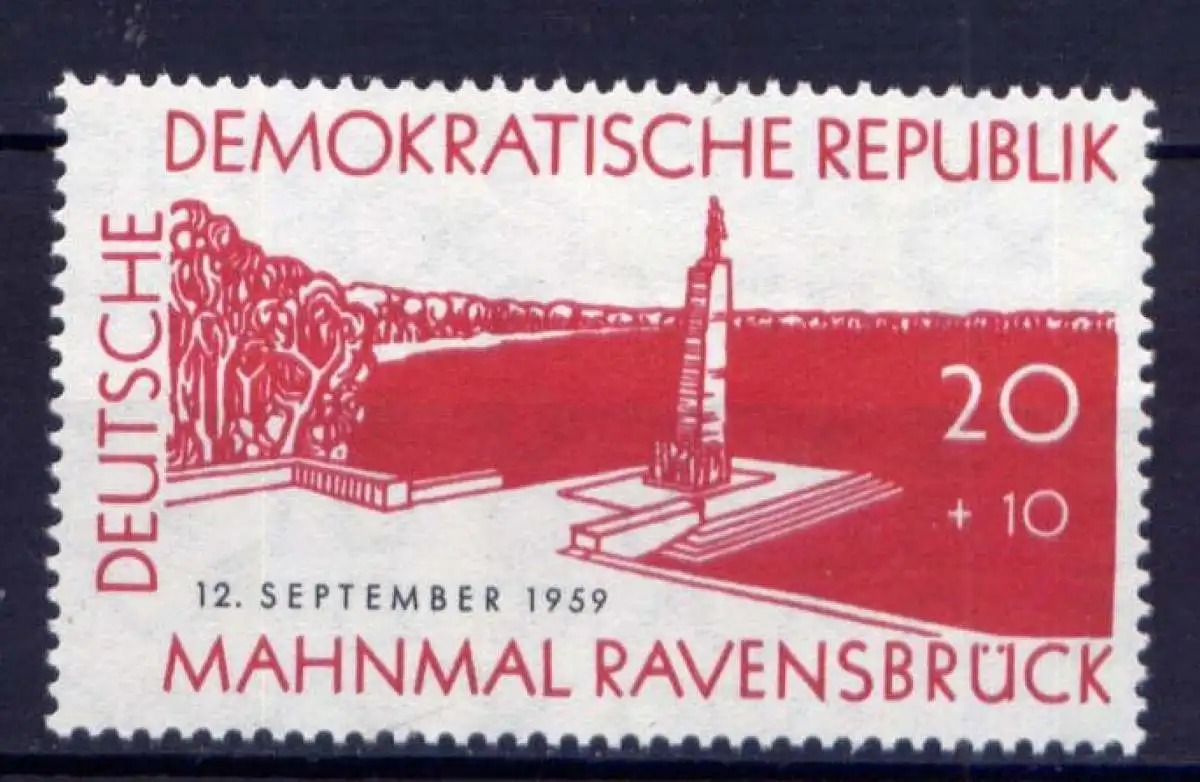 DEUTSCHE
DEMOKRATISCHE REPUBLIK
20
+ 10
12. SEPTEMBER 1959
MAHNMAL RAVENSBRÜCK